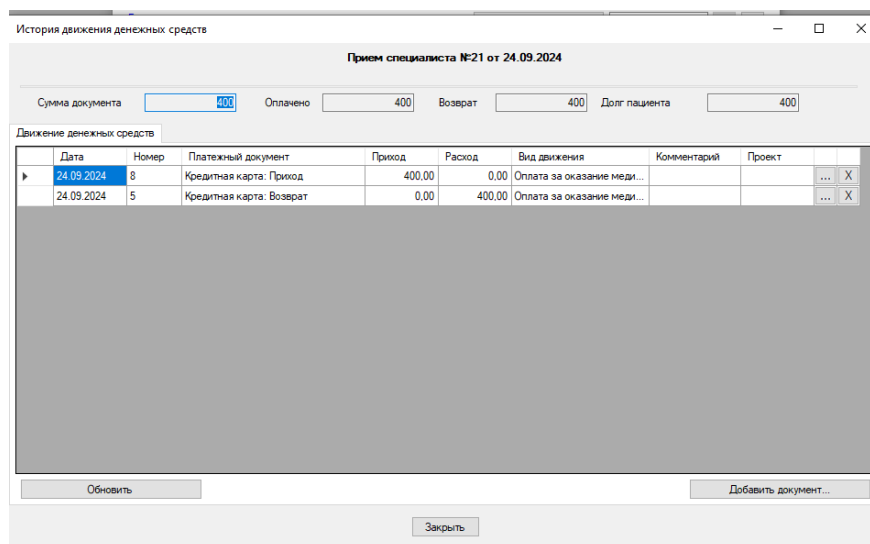 История движения денежных средств
Прием специалиста №21 от 24.09.2024
Сумма документа 400 Оплачено 400 Возврат 400 Долг пациента 400
Движение денежных средств
Дата Номер Платежный документ Приход Расход Вид движения Комментарий Проект
24.09.2024 8 Кредитная карта: Приход 400,00 0,00 Оплата за оказание меди... ... X
24.09.2024 5 Кредитная карта: Возврат 0,00 400,00 Оплата за оказание меди... ... X
Обновить Добавить документ...
Закрыть